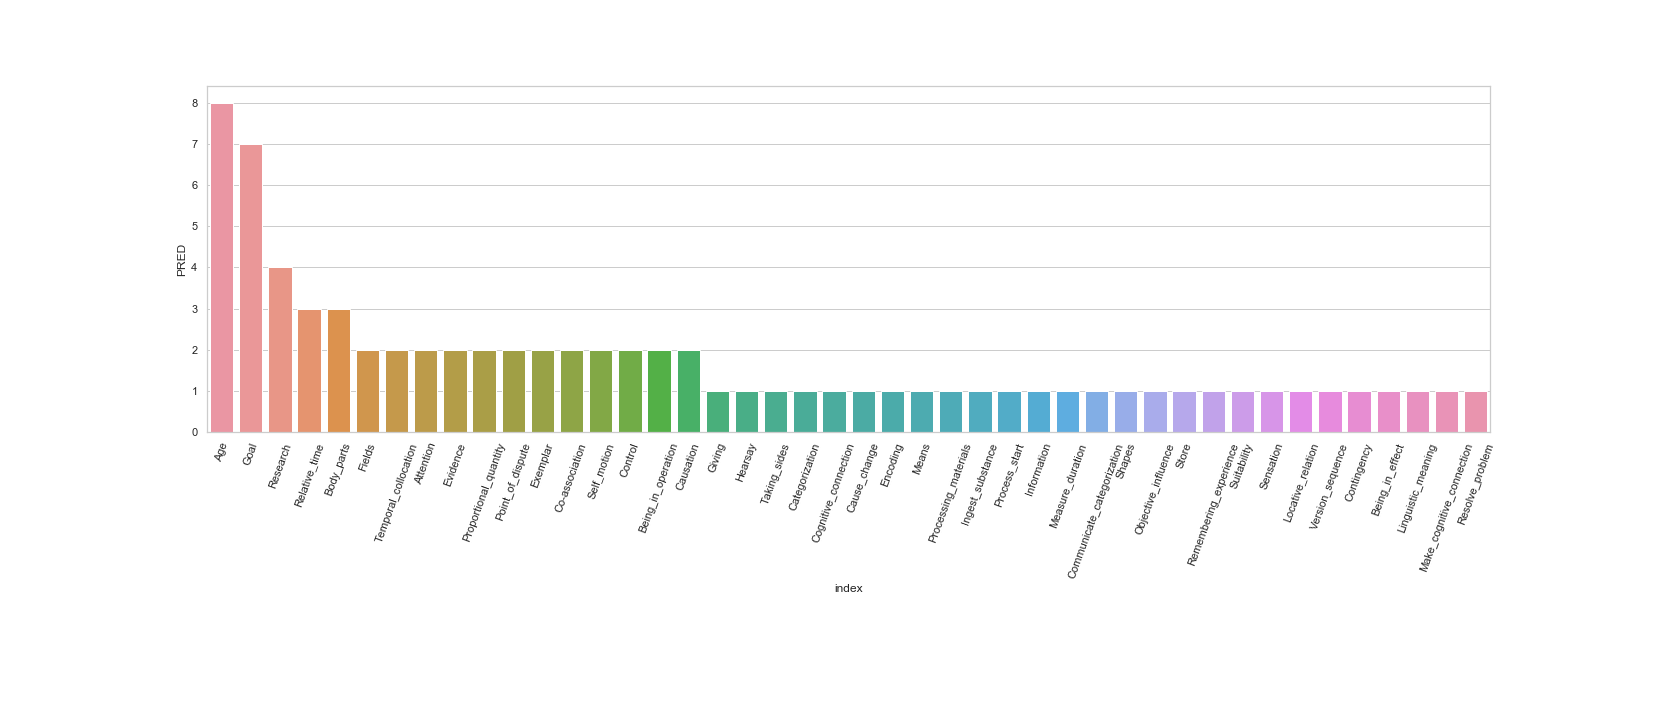 8
7
6
5
4
3
2
1
0
PRED
Age
Goal
Research
Relative_time
Body_parts
Fields
Temporal_collocation
Attention
Evidence
Proportional_quantity
Point_of_dispute
Exemplar
Co-association
Self_motion
Control
Being_in_operation
Causation
Giving
Hearsay
Taking_sides
Categorization
Cognitive_connection
Cause_change
Encoding
Means
Processing_materials
Ingest_substance
Process_start
Information
Measure_duration
Communicate_categorization
Shapes
Objective_influence
Store
Remembering_experience
Suitability
Sensation
Locative_relation
Version_sequence
Contingency
Being_in_effect
Linguistic_meaning
Make_cognitive_connection
Resolve_problem
index